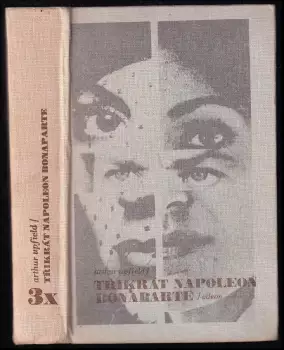 arthur upfield /
TŘIKRÁT NAPOLEON BONAPARTE
3x
arthur upfield /
TŘIKRÁT NAPOLEON
BONAPARTE /